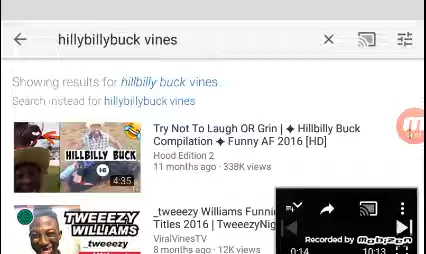 hillybillybuck vines
Showing results for hillbilly buck vines
Search instead for hillybillybuck vines
HILLBILLY BUCK
4:35
Try Not To Laugh OR Grin | ✦ Hillbilly Buck
Compilation ✦ Funny AF 2016 [HD]
Hood Edition 2
11 months ago · 338K views
TWEEEZY
WILLIAMS
_tweeezy
_tweeezy Williams Funni
Titles 2016 | TweeezyNig
ViralVinesTV
8 months ago · 12K views
Recorded by Mobizen
0:14
10:13